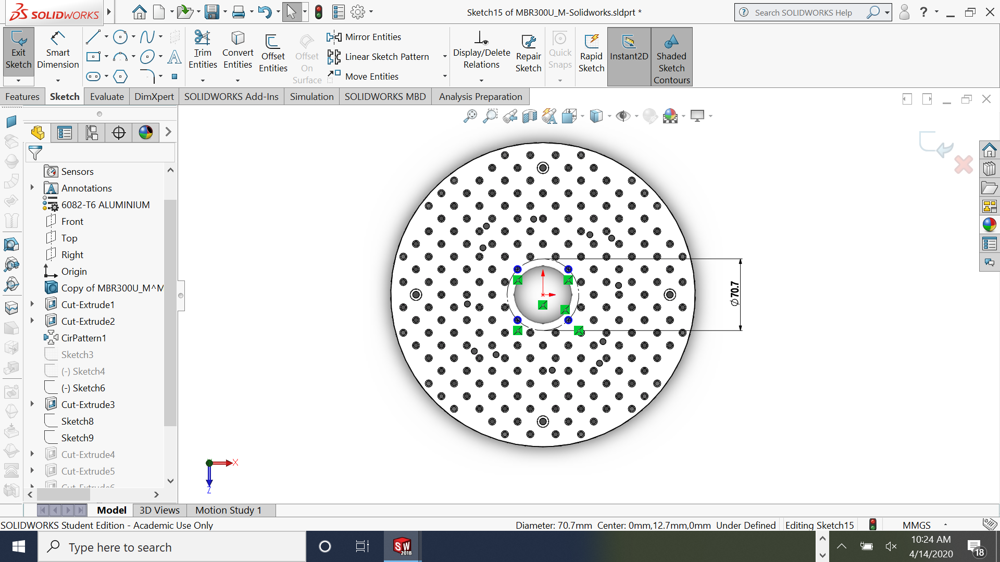 SOLIDWORKS
Sketch15 of MBR300U_M-Solidworks.sldprt *
Search SOLIDWORKS Help
?
Exit Sketch
Smart Dimension
Trim Entities
Convert Entities
Offset Entities
Offset On Surface
Mirror Entities
Linear Sketch Pattern
Move Entities
Display/Delete Relations
Repair Sketch
Quick Snaps
Rapid Sketch
Instant2D
Shaded Sketch Contours
Features
Sketch
Evaluate
DimXpert
SOLIDWORKS Add-Ins
Simulation
SOLIDWORKS MBD
Analysis Preparation
Sensors
Annotations
6082-T6 ALUMINIUM
Front
Top
Right
Origin
Copy of MBR300U_M^M
Cut-Extrude1
Cut-Extrude2
CirPattern1
Sketch3
(-) Sketch4
(-) Sketch6
Cut-Extrude3
Sketch8
Sketch9
Cut-Extrude4
Cut-Extrude5
Cut-Extrude6
⌀70.7
X
Z
Model
3D Views
Motion Study 1
SOLIDWORKS Student Edition - Academic Use Only
Diameter: 70.7mm Center: 0mm,12.7mm,0mm Under Defined
Editing Sketch15
MMGS
Type here to search
SW
2018
10:24 AM
4/14/2020
18